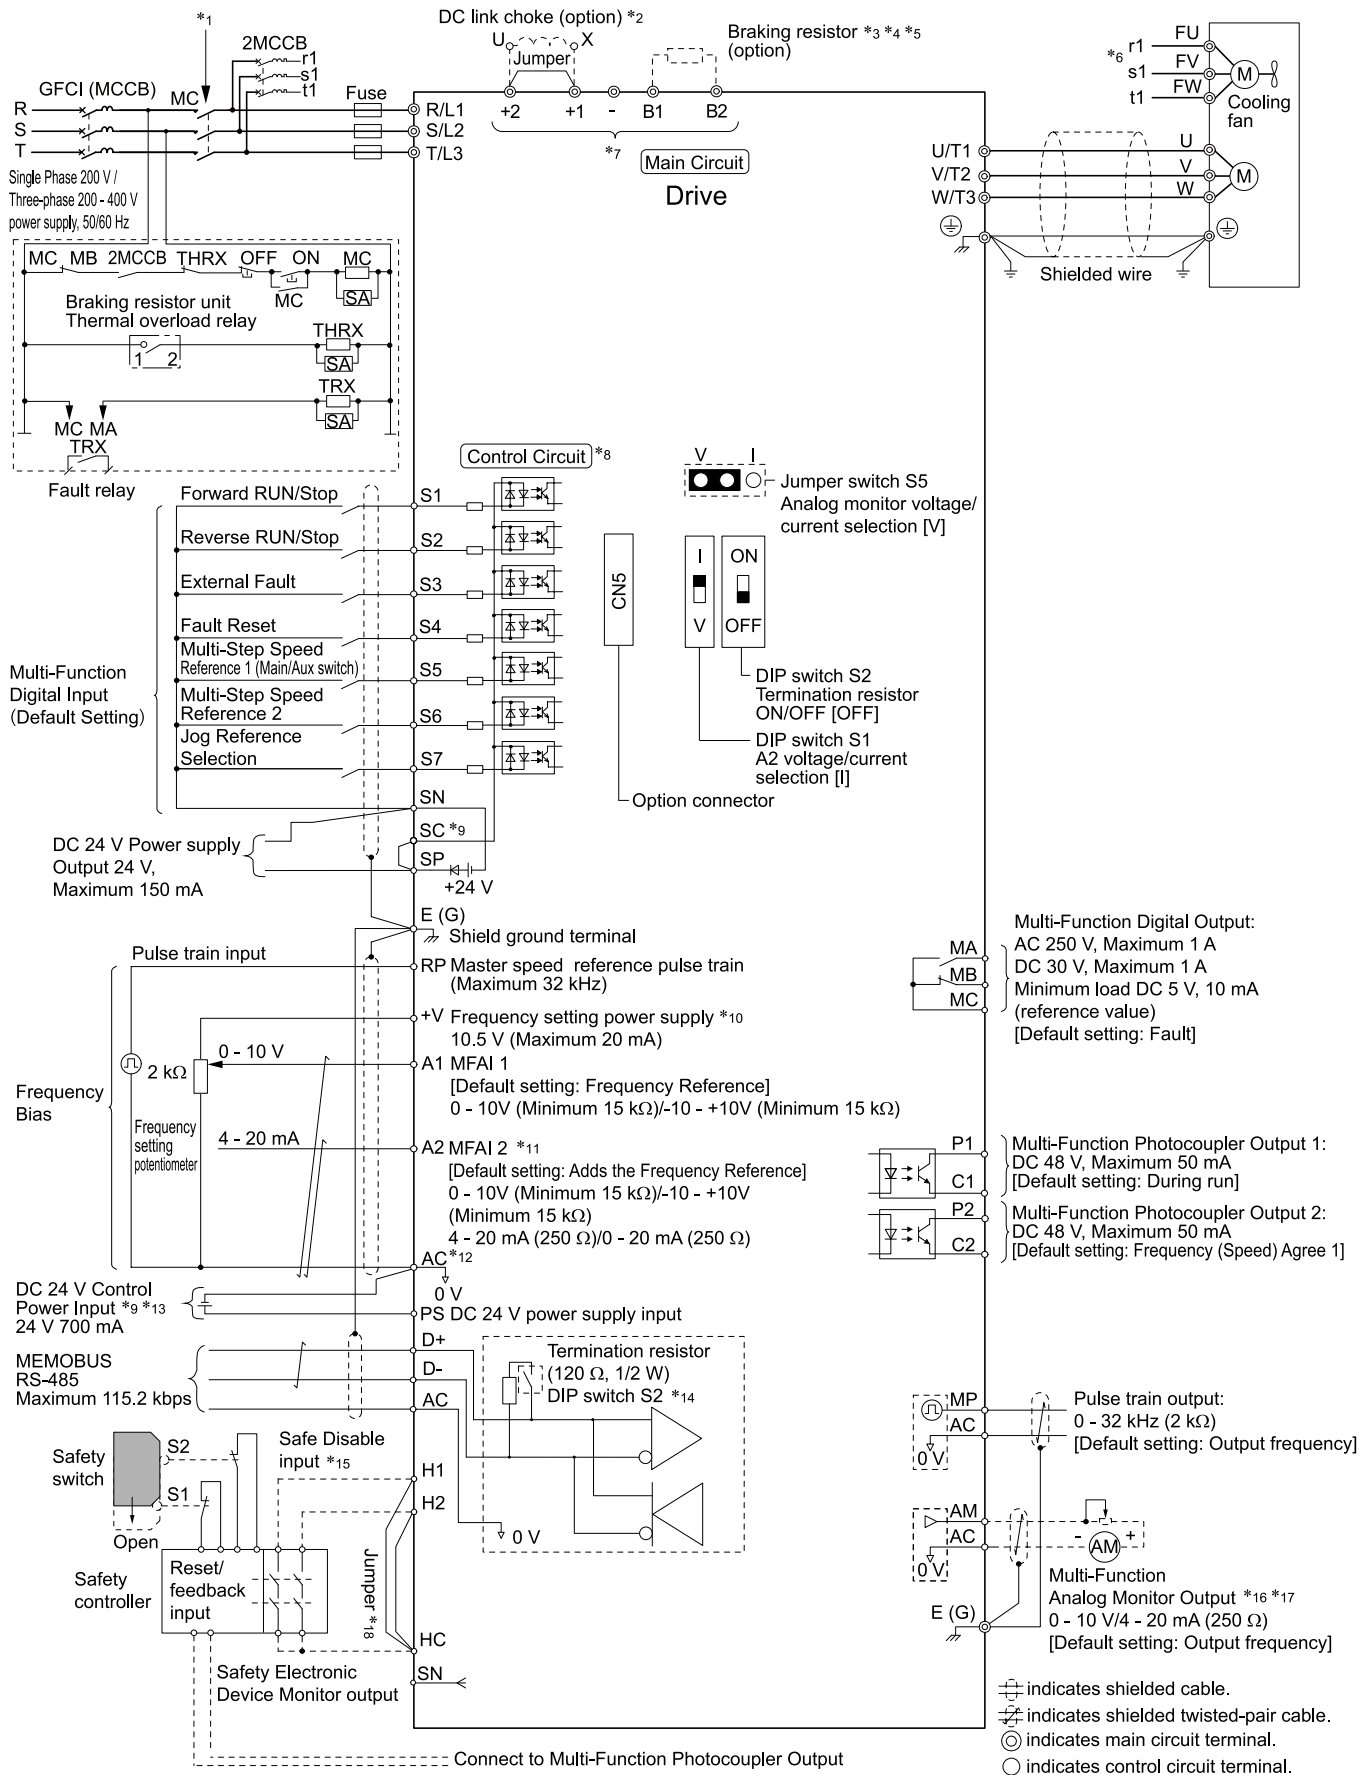 *1
DC link choke (option) *2
U X
Jumper
Braking resistor *3 *4 *5
(option)
2MCCB
r1
s1
t1
GFCI (MCCB)
MC
Fuse
R
S
T
R/L1
S/L2
T/L3
+2 +1 - B1 B2
*7
Main Circuit
Drive
Single Phase 200 V /
Three-phase 200 - 400 V
power supply, 50/60 Hz
*6
r1 FU
s1 FV
t1 FW
M
Cooling
fan
U/T1
V/T2
W/T3
U
V
W
M
Shielded wire
MC MB 2MCCB THRX OFF ON MC
MC
SA
Braking resistor unit
Thermal overload relay
1 2
THRX
SA
TRX
SA
MC MA
TRX
Fault relay
Control Circuit *8
Multi-Function
Digital Input
(Default Setting)
Forward RUN/Stop
S1
Reverse RUN/Stop
S2
External Fault
S3
Fault Reset
S4
Multi-Step Speed
Reference 1 (Main/Aux switch)
S5
Multi-Step Speed
Reference 2
S6
Jog Reference
Selection
S7
SN
SC *9
SP
+24 V
DC 24 V Power supply
Output 24 V,
Maximum 150 mA
V I
Jumper switch S5
Analog monitor voltage/
current selection [V]
CN5
I
V
ON
OFF
DIP switch S2
Termination resistor
ON/OFF [OFF]
DIP switch S1
A2 voltage/current
selection [I]
Option connector
E (G)
Shield ground terminal
Pulse train input
RP Master speed reference pulse train
(Maximum 32 kHz)
+V Frequency setting power supply *10
10.5 V (Maximum 20 mA)
0 - 10 V
2 kΩ
A1 MFAI 1
[Default setting: Frequency Reference]
0 - 10V (Minimum 15 kΩ)/-10 - +10V (Minimum 15 kΩ)
Frequency
Bias
Frequency
setting
potentiometer
4 - 20 mA
A2 MFAI 2 *11
[Default setting: Adds the Frequency Reference]
0 - 10V (Minimum 15 kΩ)/-10 - +10V
(Minimum 15 kΩ)
4 - 20 mA (250 Ω)/0 - 20 mA (250 Ω)
AC *12
0 V
DC 24 V Control
Power Input *9 *13
24 V 700 mA
PS DC 24 V power supply input
MEMOBUS
RS-485
Maximum 115.2 kbps
D+
D-
AC
Termination resistor
(120 Ω, 1/2 W)
DIP switch S2 *14
0 V
Safety
switch
S2
S1
Open
Safe Disable
input *15
H1
H2
Jumper *18
Safety
controller
Reset/
feedback
input
HC
SN
Safety Electronic
Device Monitor output
Connect to Multi-Function Photocoupler Output
MA
MB
MC
Multi-Function Digital Output:
AC 250 V, Maximum 1 A
DC 30 V, Maximum 1 A
Minimum load DC 5 V, 10 mA
(reference value)
[Default setting: Fault]
P1
C1
Multi-Function Photocoupler Output 1:
DC 48 V, Maximum 50 mA
[Default setting: During run]
P2
C2
Multi-Function Photocoupler Output 2:
DC 48 V, Maximum 50 mA
[Default setting: Frequency (Speed) Agree 1]
MP
AC
0 V
Pulse train output:
0 - 32 kHz (2 kΩ)
[Default setting: Output frequency]
AM
AC
0 V
- AM +
E (G)
Multi-Function
Analog Monitor Output *16 *17
0 - 10 V/4 - 20 mA (250 Ω)
[Default setting: Output frequency]
indicates shielded cable.
indicates shielded twisted-pair cable.
indicates main circuit terminal.
indicates control circuit terminal.